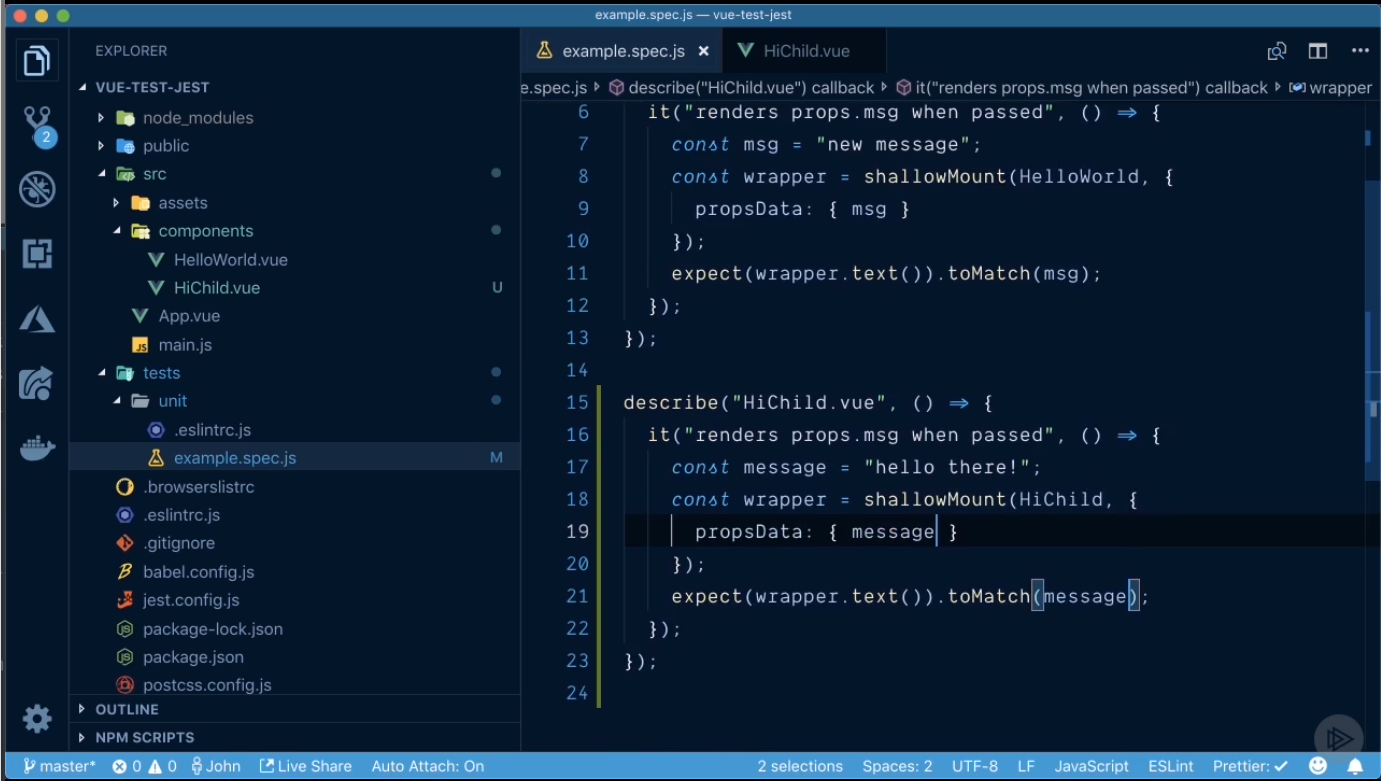 example.spec.js — vue-test-jest
EXPLORER
VUE-TEST-JEST
node_modules
public
src
assets
components
HelloWorld.vue
HiChild.vue U
App.vue
main.js
tests
unit
.eslintrc.js
example.spec.js M
.browserslistrc
.eslintrc.js
.gitignore
babel.config.js
jest.config.js
package-lock.json
package.json
postcss.config.js
OUTLINE
NPM SCRIPTS
2
example.spec.js × HiChild.vue
e.spec.js describe("HiChild.vue") callback it("renders props.msg when passed") callback wrapper
6 it("renders props.msg when passed", () => {
7 const msg = "new message";
8 const wrapper = shallowMount(HelloWorld, {
9 propsData: { msg }
10 });
11 expect(wrapper.text()).toMatch(msg);
12 });
13 });
14
15 describe("HiChild.vue", () => {
16 it("renders props.msg when passed", () => {
17 const message = "hello there!";
18 const wrapper = shallowMount(HiChild, {
19 propsData: { message }
20 });
21 expect(wrapper.text()).toMatch(message);
22 });
23 });
24
master* 0 0 John Live Share Auto Attach: On 2 selections Spaces: 2 UTF-8 LF JavaScript ESLint Prettier: ✓